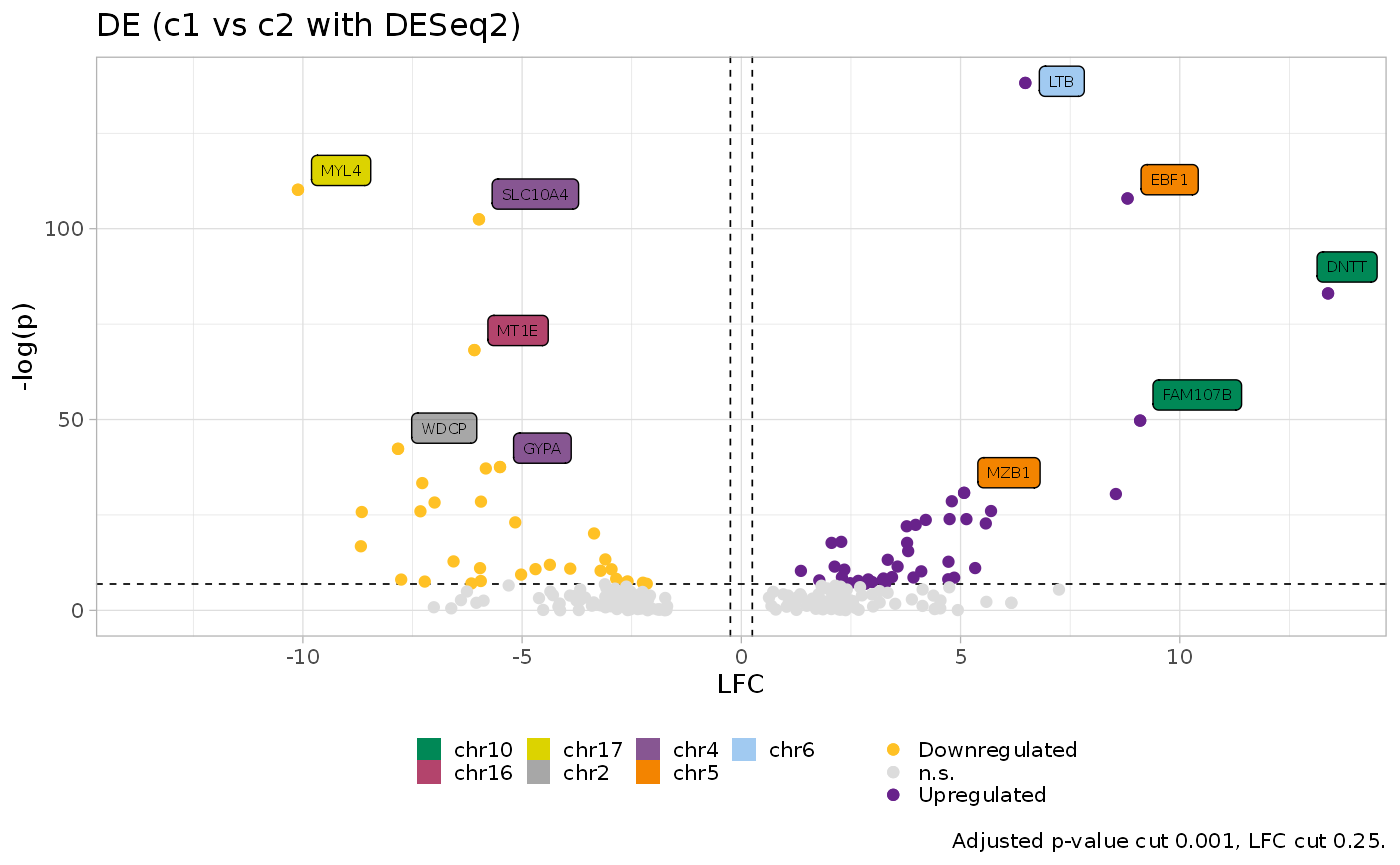 DE (c1 vs c2 with DESeq2)
LTB
MYL4
EBF1
SLC10A4
100
DNTT
MT1E
FAM107B
50
WDCP
GYPA
MZB1
0
-log(p)
-10 -5 0 5 10
LFC
chr10 chr17 chr4 chr6 Downregulated
chr16 chr2 chr5 n.s.
Upregulated
Adjusted p-value cut 0.001, LFC cut 0.25.